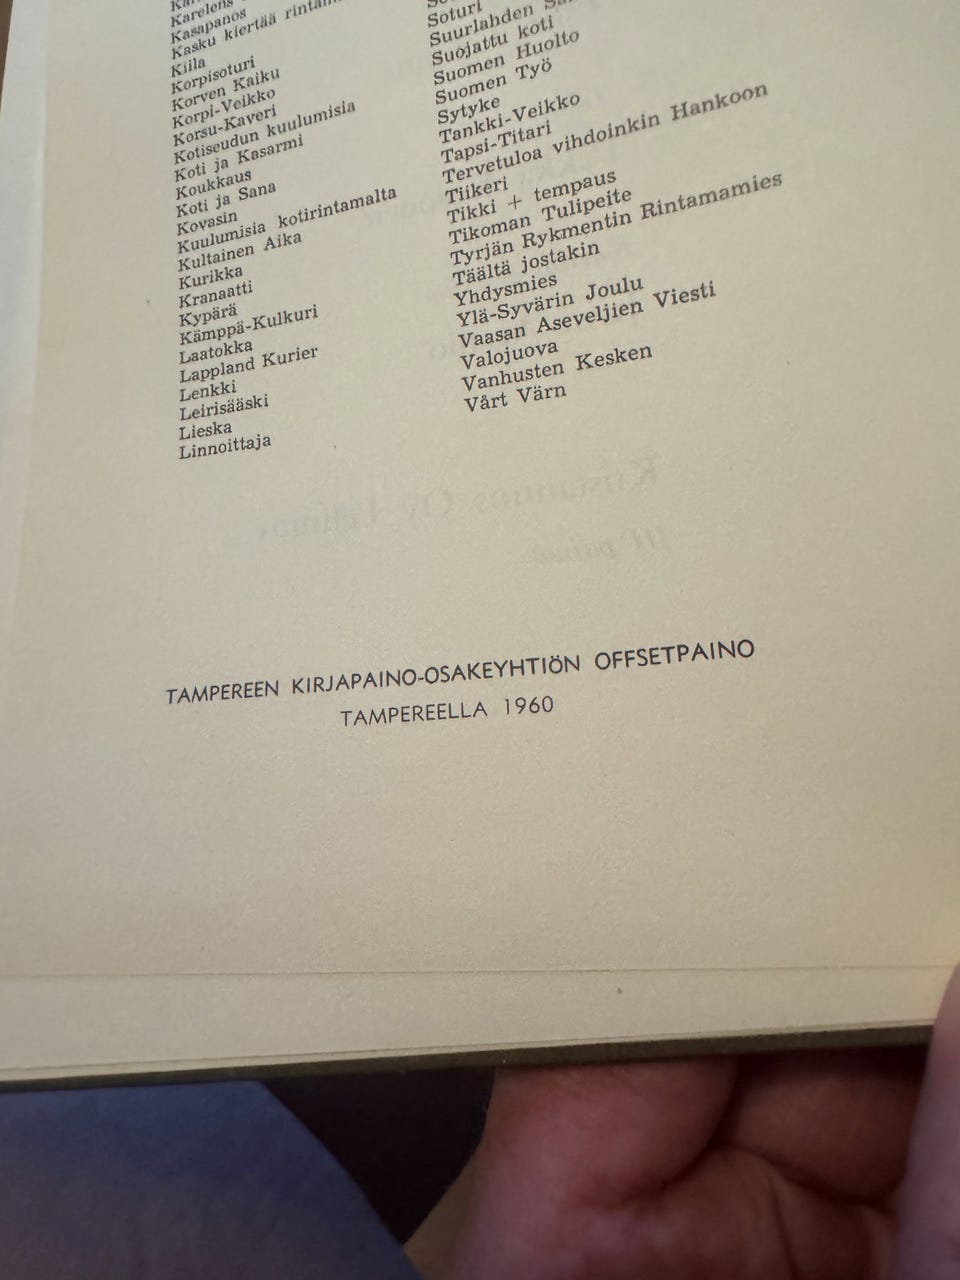 Karelens
Kasapanos
Kasku kiertää
Kiila
Korpisoturi
Korven Kaiku
Korpi-Veikko
Korsu-Kaveri
Kotiseudun kuulumisia
Koti ja Kasarmi
Koukkaus
Koti ja Sana
Kovasin
Kuulumisia kotirintamalta
Kultainen Aika
Kurikka
Kranaatti
Kypärä
Kämppä-Kulkuri
Laatokka
Lappland Kurier
Lenkki
Leirisääski
Lieska
Linnoittaja
Soturi
Suurlahden
Suojattu koti
Suomen Huolto
Suomen Työ
Sytyke
Tankki-Veikko
Tapsi-Titari
Tervetuloa vihdoinkin Hankoon
Tiikeri
Tikki + tempaus
Tikoman Tulipeite
Tyrjän Rykmentin Rintamamies
Täältä jostakin
Yhdysmies
Ylä-Syvärin Joulu
Vaasan Aseveljien Viesti
Valojuova
Vanhusten Kesken
Vårt Värn
TAMPEREEN KIRJAPAINO-OSAKEYHTIÖN OFFSETPAINO
TAMPEREELLA 1960